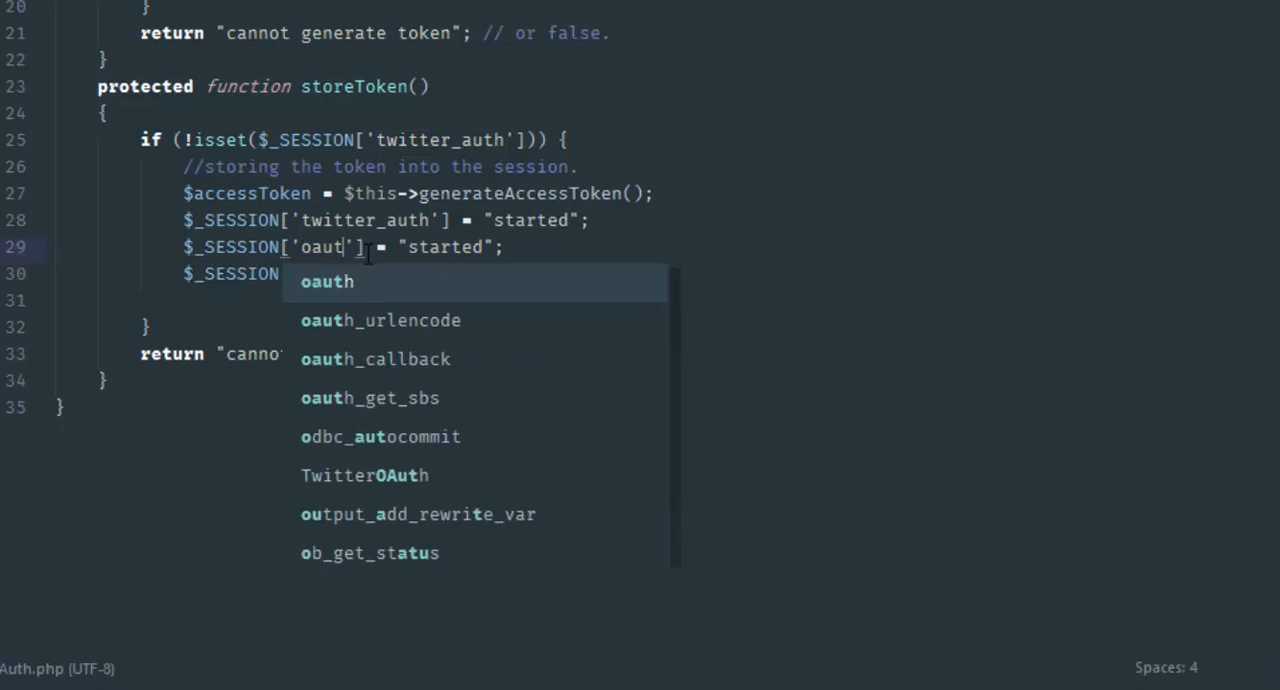 20 }
21 return "cannot generate token"; // or false.
22 }
23 protected function storeToken()
24 {
25 if (!isset($_SESSION['twitter_auth'])) {
26 //storing the token into the session.
27 $accessToken = $this->generateAccessToken();
28 $_SESSION['twitter_auth'] = "started";
29 $_SESSION['oaut'] = "started";
30 $_SESSION
31
32 }
33 return "canno
34 }
35 }
oauth
oauth_urlencode
oauth_callback
oauth_get_sbs
odbc_autocommit
TwitterOAuth
output_add_rewrite_var
ob_get_status
Auth.php (UTF-8) Spaces: 4